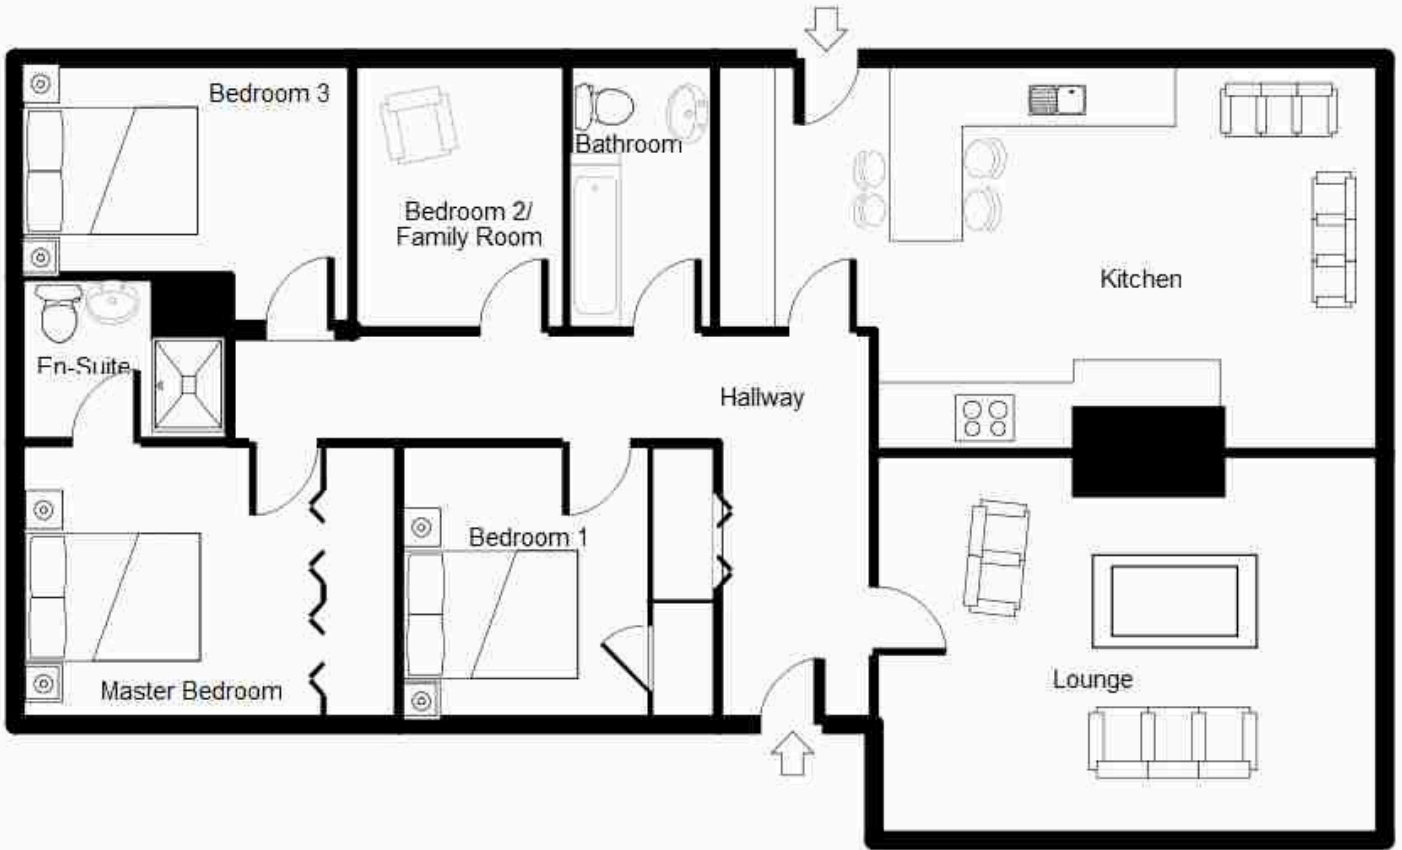 Bedroom 3
Bathroom
Bedroom 2/
Family Room
Kitchen
En-Suite
Hallway
Bedroom 1
Master Bedroom
Lounge